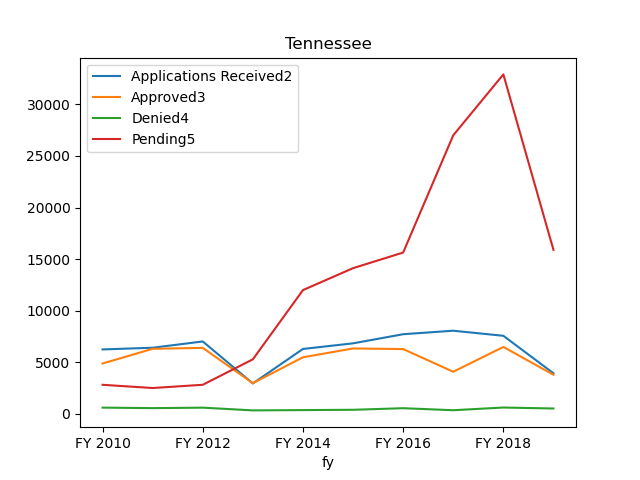 Tennessee
Applications Received2
Approved3
Denied4
Pending5
30000
25000
20000
15000
10000
5000
0
FY 2010 FY 2012 FY 2014 FY 2016 FY 2018
fy